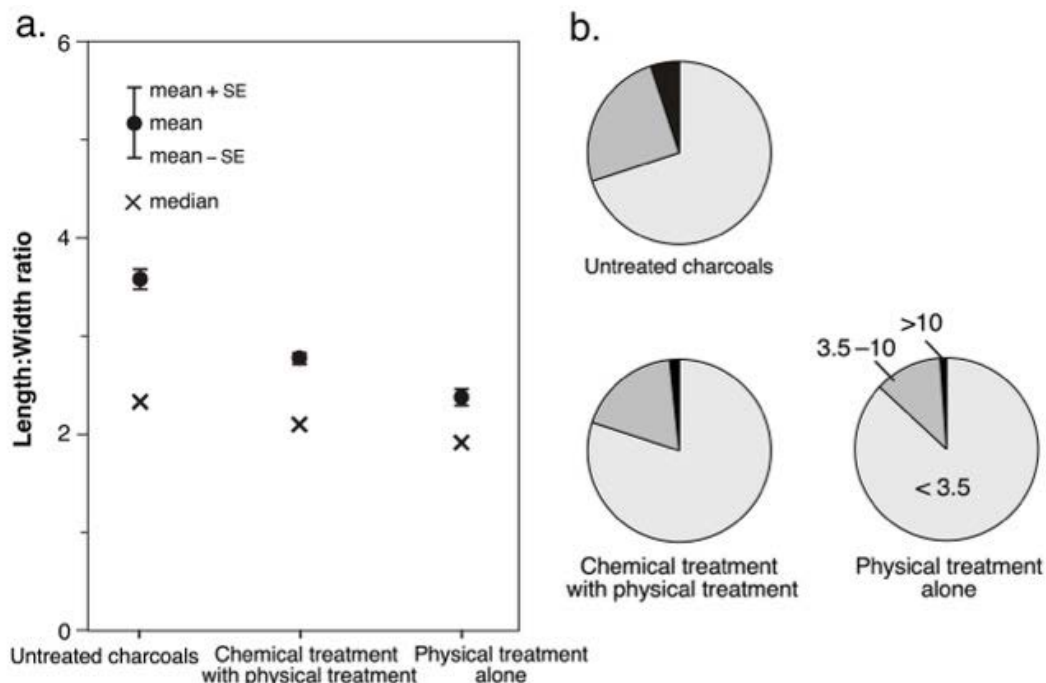 a.
6
mean + SE
mean
mean – SE
median
4
2
0
Length:Width ratio
Untreated charcoals
Chemical treatment
with physical treatment
Physical treatment
alone
b.
Untreated charcoals
Chemical treatment
with physical treatment
>10
3.5 –10
< 3.5
Physical treatment
alone